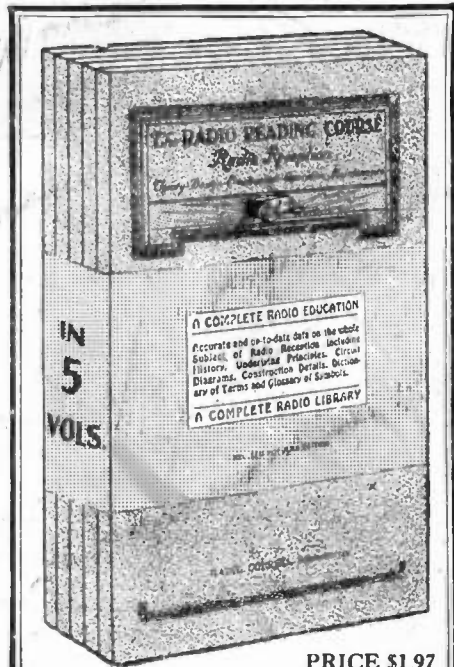 The RADIO READING COURSE
Radio Reception
IN
5
VOLS.
A COMPLETE RADIO EDUCATION
Accurate and up-to-date data on the whole
Subject of Radio Reception including
History, Underlying Principles, Circuit
Diagrams, Construction Details, Diction-
ary of Terms and Glossary of Symbols.
A COMPLETE RADIO LIBRARY
PRICE $1.97